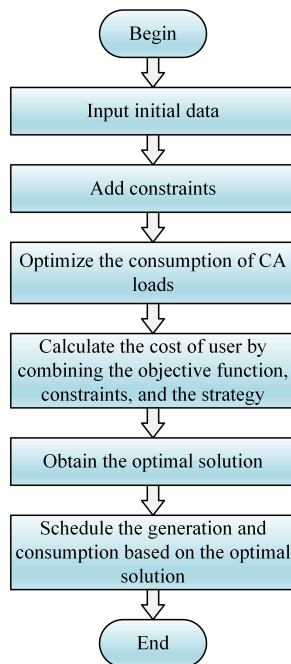 Begin
Input initial data
Add constraints
Optimize the consumption of CA
loads
Calculate the cost of user by
combining the objective function,
constraints, and the strategy
Obtain the optimal solution
Schedule the generation and
consumption based on the optimal
solution
End